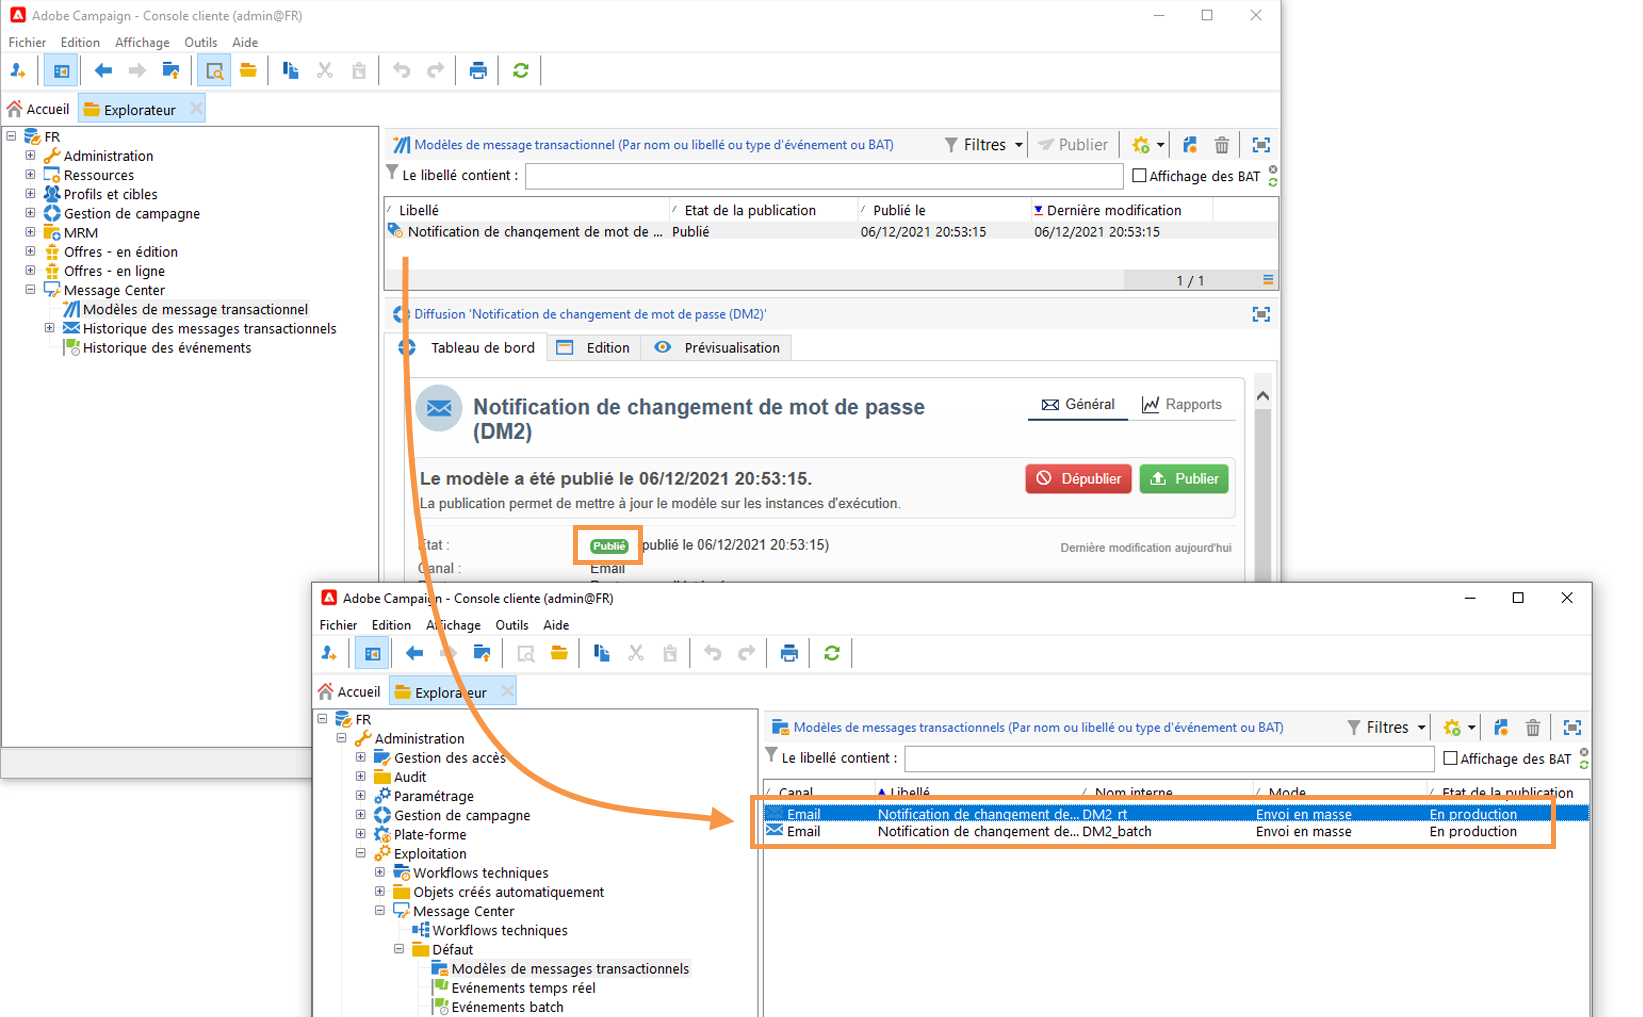 Adobe Campaign - Console cliente (admin@FR)
Fichier Edition Affichage Outils Aide
Accueil Explorateur
FR
Administration
Ressources
Profils et cibles
Gestion de campagne
MRM
Offres - en édition
Offres - en ligne
Message Center
Modèles de message transactionnel
Historique des messages transactionnels
Historique des événements
Modèles de message transactionnel (Par nom ou libellé ou type d'événement ou BAT) Filtres Publier
Le libellé contient : Affichage des BAT
Libellé Etat de la publication Publié le Dernière modification
Notification de changement de mot de ... Publié 06/12/2021 20:53:15 06/12/2021 20:53:15
1 / 1
Diffusion 'Notification de changement de mot de passe (DM2)'
Tableau de bord Edition Prévisualisation
Notification de changement de mot de passe
(DM2)
Général Rapports
Le modèle a été publié le 06/12/2021 20:53:15.
La publication permet de mettre à jour le modèle sur les instances d'exécution.
Dépublier Publier
Etat : Publié publié le 06/12/2021 20:53:15) Dernière modification aujourd'hui
Canal : Email
Adobe Campaign - Console cliente (admin@FR)
Fichier Edition Affichage Outils Aide
Accueil Explorateur
FR
Administration
Gestion des accès
Audit
Paramétrage
Gestion de campagne
Plate-forme
Exploitation
Workflows techniques
Objets créés automatiquement
Message Center
Workflows techniques
Défaut
Modèles de messages transactionnels
Evénements temps réel
Evénements batch
Modèles de messages transactionnels (Par nom ou libellé ou type d'événement ou BAT) Filtres
Le libellé contient : Affichage des BAT
Canal Libellé Nom interne Mode Etat de la publication
Email Notification de changement de... DM2_rt Envoi en masse En production
Email Notification de changement de... DM2_batch Envoi en masse En production